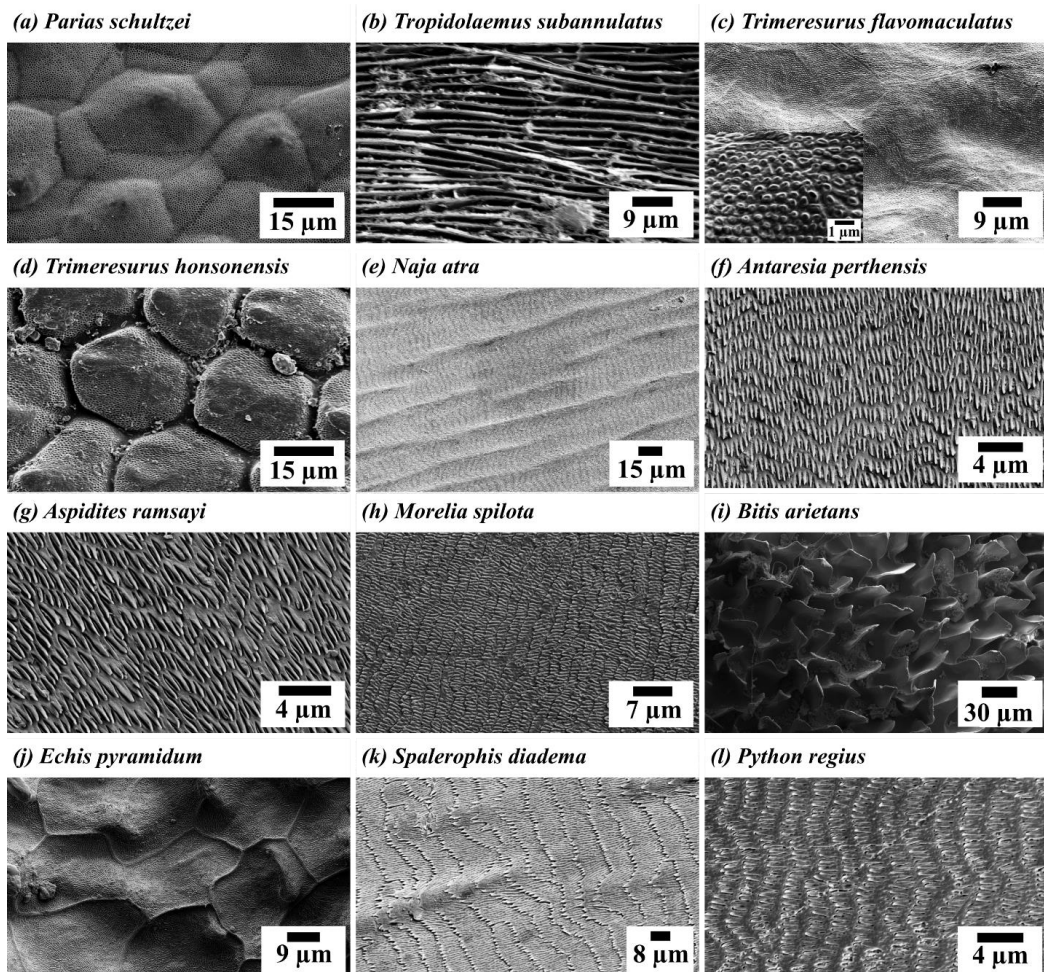 (a) Parias schultzei
(b) Tropidolaemus subannulatus
(c) Trimeresurus flavomaculatus
15 µm
9 µm
1 µm
9 µm
(d) Trimeresurus honsonensis
(e) Naja atra
(f) Antaresia perthensis
15 µm
15 µm
4 µm
(g) Aspidites ramsayi
(h) Morelia spilota
(i) Bitis arietans
4 µm
7 µm
30 µm
(j) Echis pyramidum
(k) Spalerophis diadema
(l) Python regius
9 µm
8 µm
4 µm